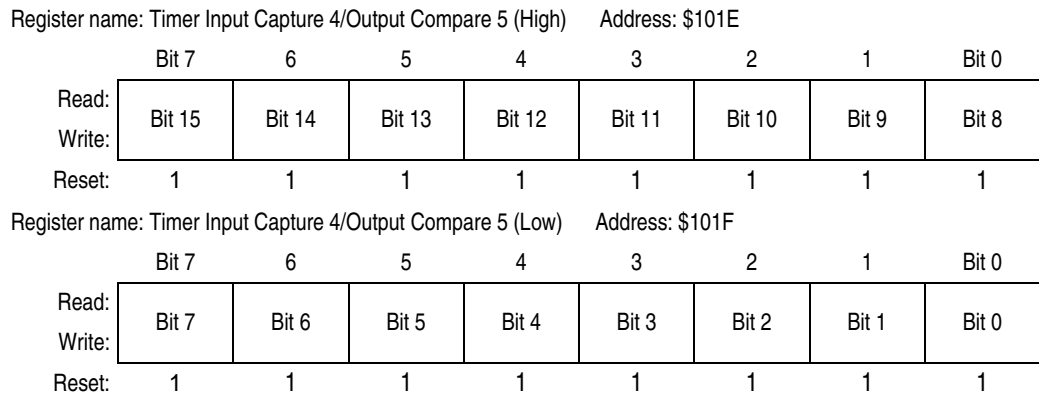 Register name: Timer Input Capture 4/Output Compare 5 (High) Address: $101E
Bit 7 6 5 4 3 2 1 Bit 0
Read:
Bit 15 Bit 14 Bit 13 Bit 12 Bit 11 Bit 10 Bit 9 Bit 8
Write:
Reset: 1 1 1 1 1 1 1 1
Register name: Timer Input Capture 4/Output Compare 5 (Low) Address: $101F
Bit 7 6 5 4 3 2 1 Bit 0
Read:
Bit 7 Bit 6 Bit 5 Bit 4 Bit 3 Bit 2 Bit 1 Bit 0
Write:
Reset: 1 1 1 1 1 1 1 1